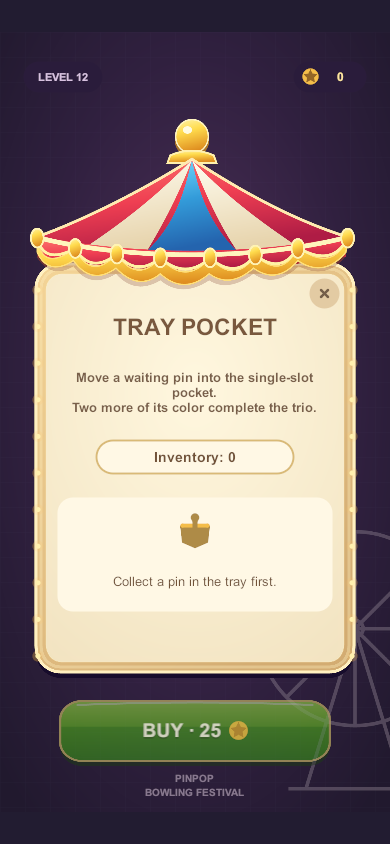 LEVEL 12
0
TRAY POCKET
Move a waiting pin into the single-slot
pocket.
Two more of its color complete the trio.
Inventory: 0
Collect a pin in the tray first.
BUY · 25
PINPOP
BOWLING FESTIVAL